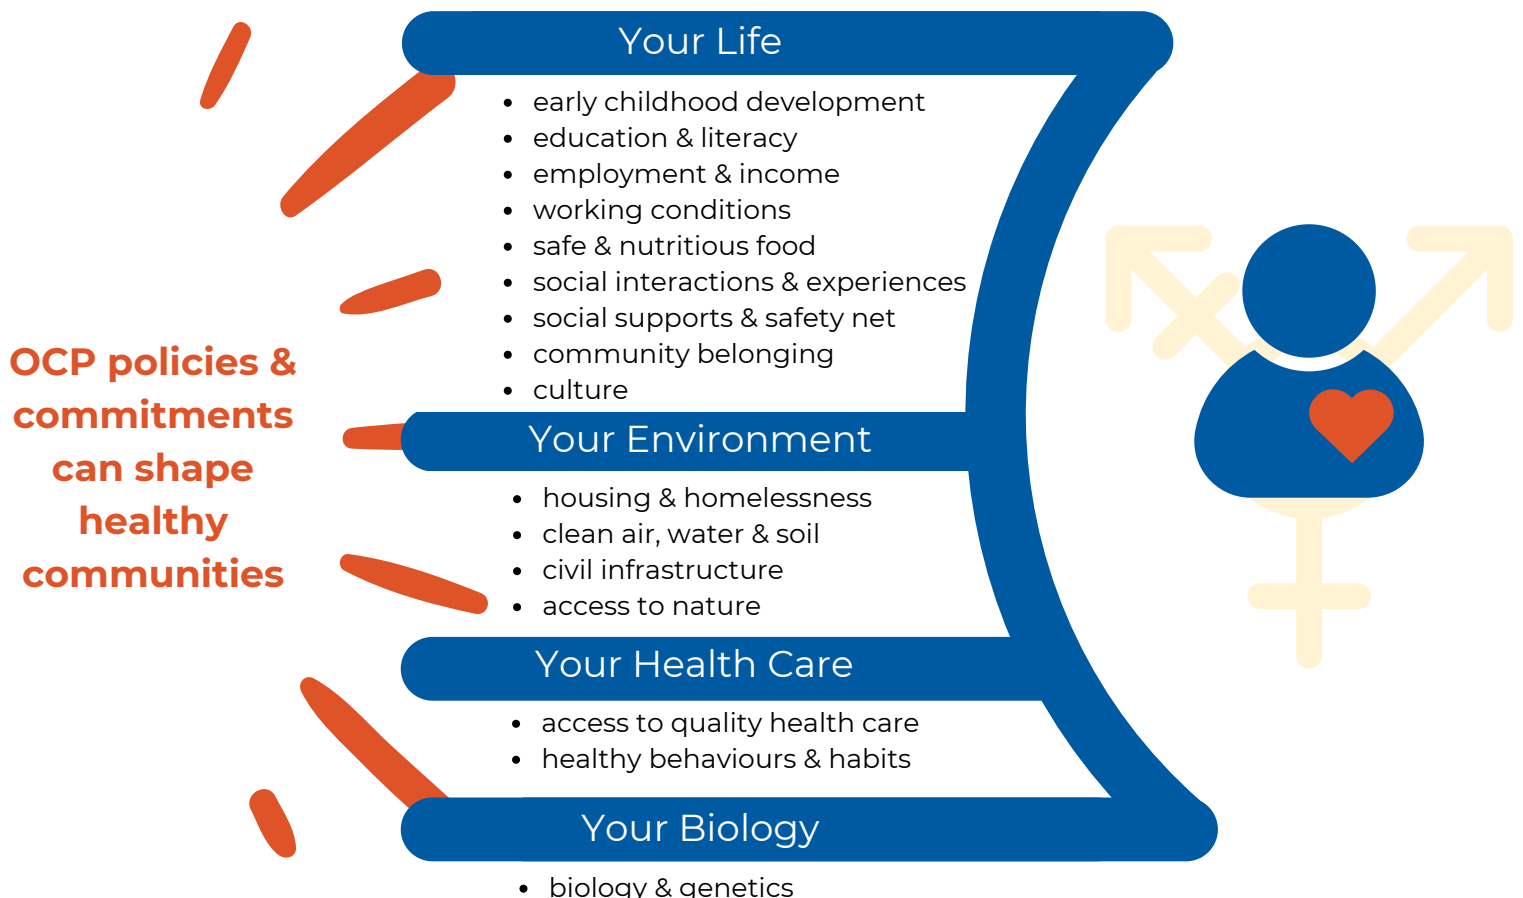 OCP policies &
commitments
can shape
healthy
communities
Your Life
• early childhood development
• education & literacy
• employment & income
• working conditions
• safe & nutritious food
• social interactions & experiences
• social supports & safety net
• community belonging
• culture
Your Environment
• housing & homelessness
• clean air, water & soil
• civil infrastructure
• access to nature
Your Health Care
• access to quality health care
• healthy behaviours & habits
Your Biology
• biology & genetics